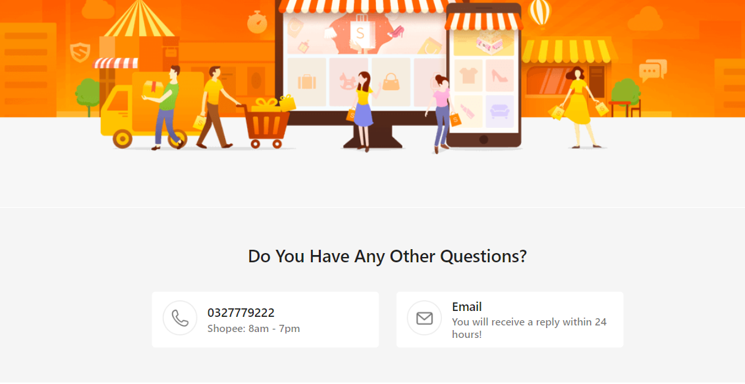 S
S
Do You Have Any Other Questions?
0327779222
Shopee: 8am - 7pm
Email
You will receive a reply within 24
hours!